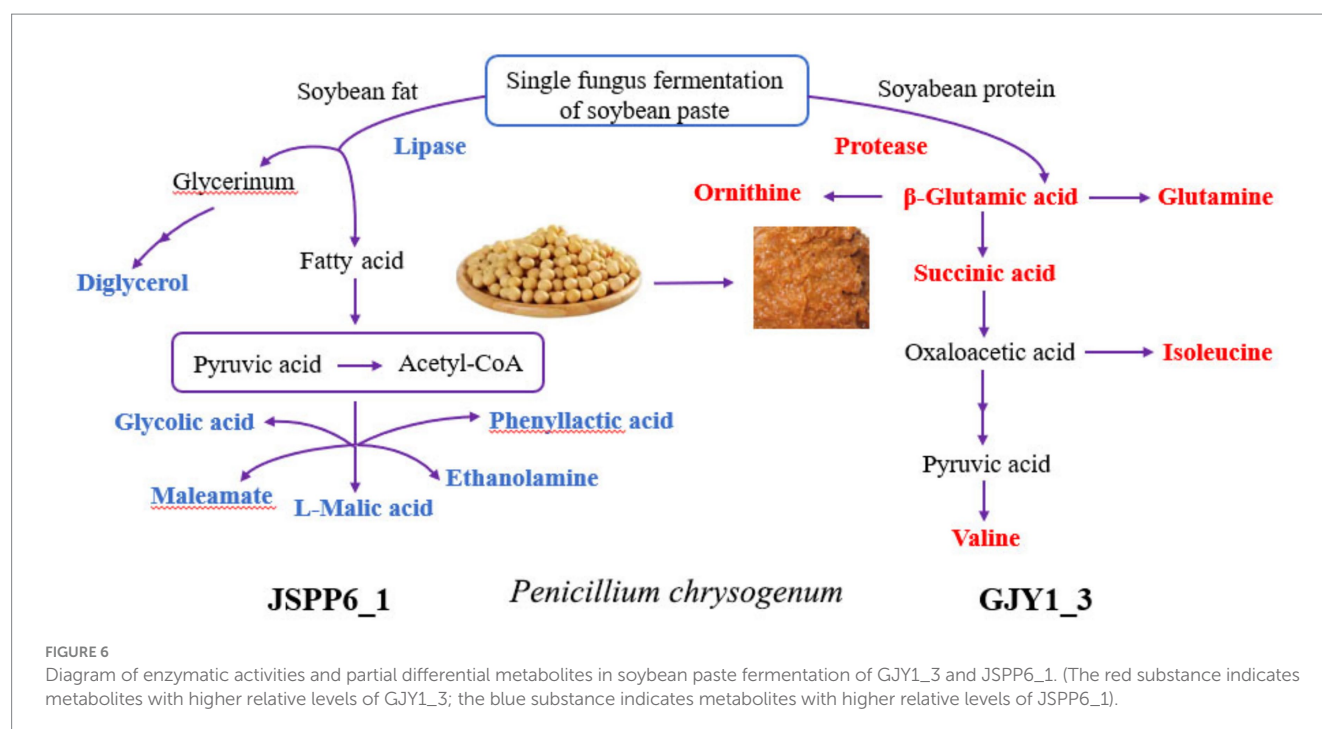 Single fungus fermentation
of soybean paste
Soybean fat
Soyabean protein
Lipase
Protease
Glycerinum
Ornithine
β-Glutamic acid
Glutamine
Diglycerol
Fatty acid
Succinic acid
Pyruvic acid
Acetyl-CoA
Oxaloacetic acid
Isoleucine
Glycolic acid
Phenyllactic acid
Maleamate
L-Malic acid
Ethanolamine
Pyruvic acid
Valine
JSPP6_1
Penicillium chrysogenum
GJY1_3
FIGURE 6
Diagram of enzymatic activities and partial differential metabolites in soybean paste fermentation of GJY1_3 and JSPP6_1. (The red substance indicates
metabolites with higher relative levels of GJY1_3; the blue substance indicates metabolites with higher relative levels of JSPP6_1).